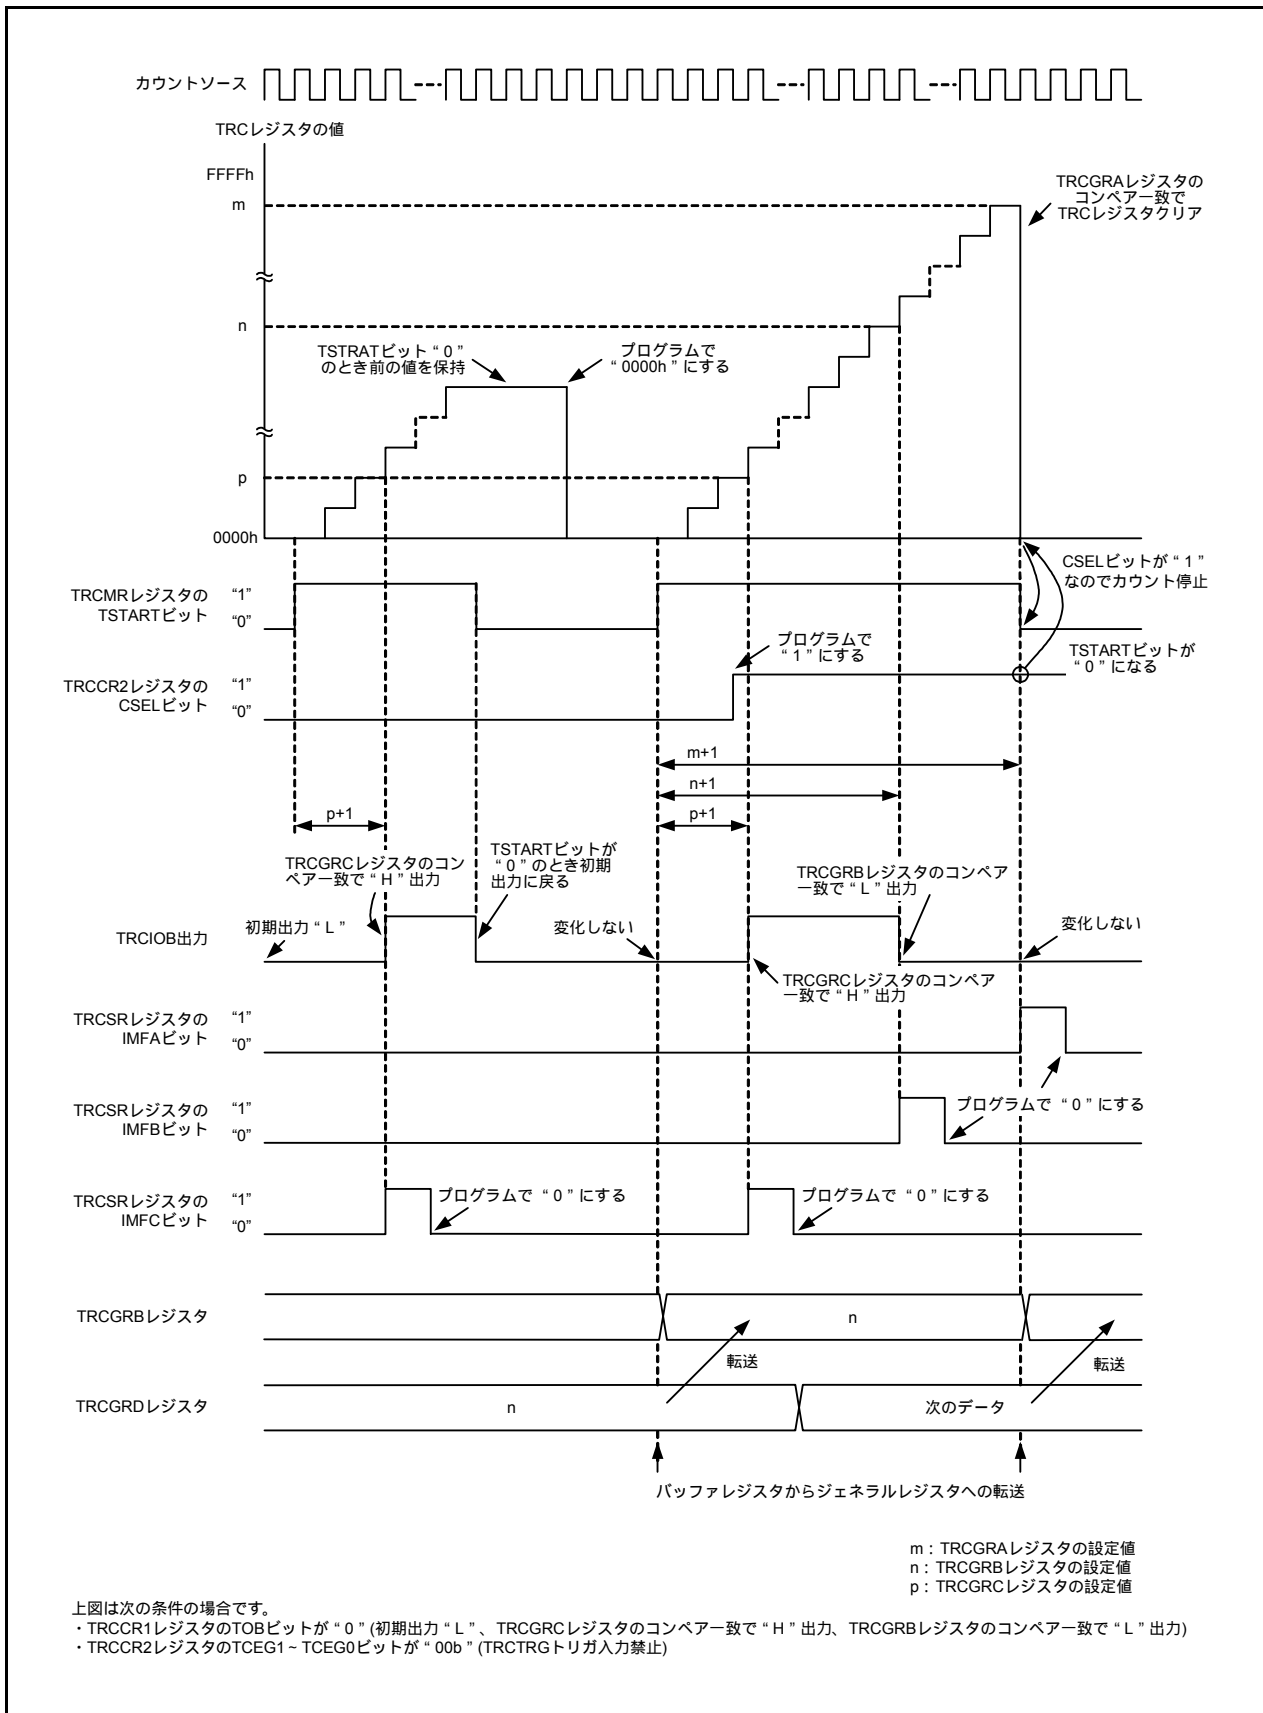 カウントソース
TRCレジスタの値
FFFFh
m
TRCGRAレジスタの
コンペア一致で
TRCレジスタクリア
n
TSTRATビット“0”
のとき前の値を保持
プログラムで
“0000h”にする
p
0000h
CSELビットが“1”
なのでカウント停止
TRCMRレジスタの
TSTARTビット
“1”
“0”
プログラムで
“1”にする
TSTARTビットが
“0”になる
TRCCR2レジスタの
CSELビット
“1”
“0”
m+1
n+1
p+1
p+1
TRCGRCレジスタのコン
ペア一致で“H”出力
TSTARTビットが
“0”のとき初期
出力に戻る
TRCGRBレジスタのコンペア
一致で“L”出力
TRCIOB出力
初期出力“L”
変化しない
変化しない
TRCGRCレジスタのコンペア
一致で“H”出力
TRCSRレジスタの
IMFAビット
“1”
“0”
プログラムで“0”にする
TRCSRレジスタの
IMFBビット
“1”
“0”
TRCSRレジスタの
IMFCビット
“1”
“0”
プログラムで“0”にする
プログラムで“0”にする
TRCGRBレジスタ
n
転送
転送
TRCGRDレジスタ
n
次のデータ
バッファレジスタからジェネラルレジスタへの転送
m：TRCGRAレジスタの設定値
n：TRCGRBレジスタの設定値
p：TRCGRCレジスタの設定値
上図は次の条件の場合です。
・TRCCR1レジスタのTOBビットが“0”(初期出力“L”、TRCGRCレジスタのコンペア一致で“H”出力、TRCGRBレジスタのコンペア一致で“L”出力)
・TRCCR2レジスタのTCEG1～TCEG0ビットが“00b”(TRCTRGトリガ入力禁止)